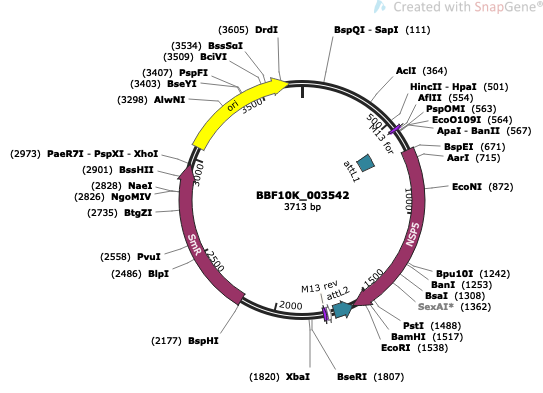 Created with SnapGene®
(3605) DrdI
BspQI - SapI (111)
(3534) BssSαI
(3509) BciVI
(3407) PspFI
(3403) BseYI
(3298) AlwNI
AclI (364)
HincII - HpaI (501)
AflII (554)
PspOMI (563)
EcoO109I (564)
ApaI - BanII (567)
BspEI (671)
AarI (715)
EcoNI (872)
(2973) PaeR7I - PspXI - XhoI
(2901) BssHII
(2828) NaeI
(2826) NgoMIV
(2735) BtgZI
(2558) PvuI
(2486) BlpI
(2177) BspHI
BBF10K_003542
3713 bp
ori
3500
500
M13 for
attL1
3000
1000
NSP5
SmR
2500
1500
2000
M13 rev
attL2
Bpu10I (1242)
BanI (1253)
BsaI (1308)
SexAI* (1362)
PstI (1488)
BamHI (1517)
EcoRI (1538)
(1820) XbaI
BseRI (1807)